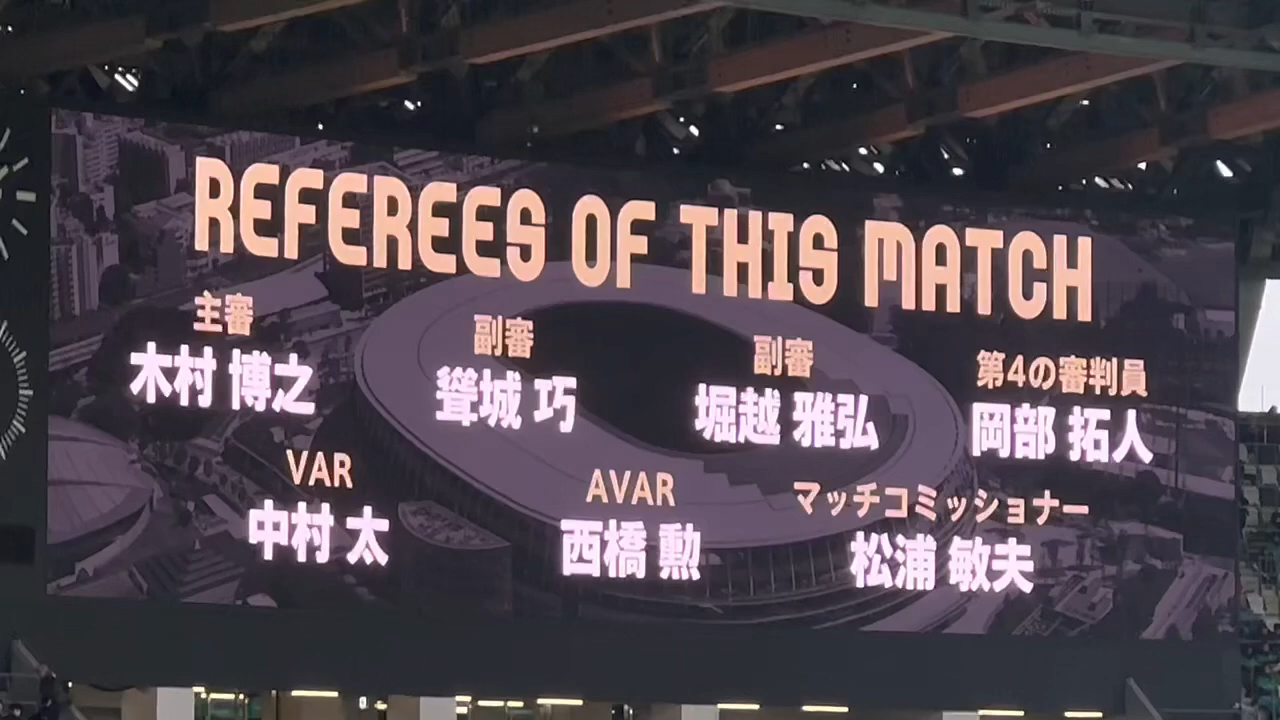 REFEREES OF THIS MATCH
主審 副審 副審 第4の審判員
木村 博之 聳城 巧 堀越 雅弘 岡部 拓人
VAR AVAR マッチコミッショナー
中村 太 西橋 勲 松浦 敏夫